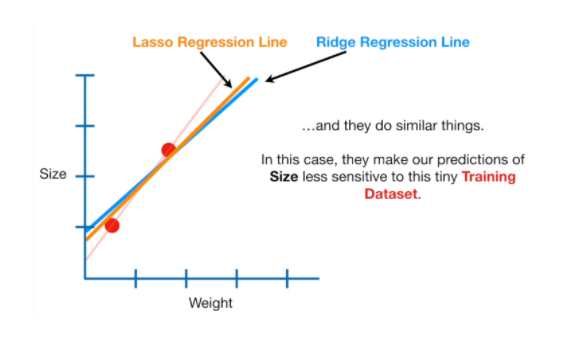 Lasso Regression Line
Ridge Regression Line
…and they do similar things.
In this case, they make our predictions of
Size less sensitive to this tiny Training
Dataset.
Size
Weight